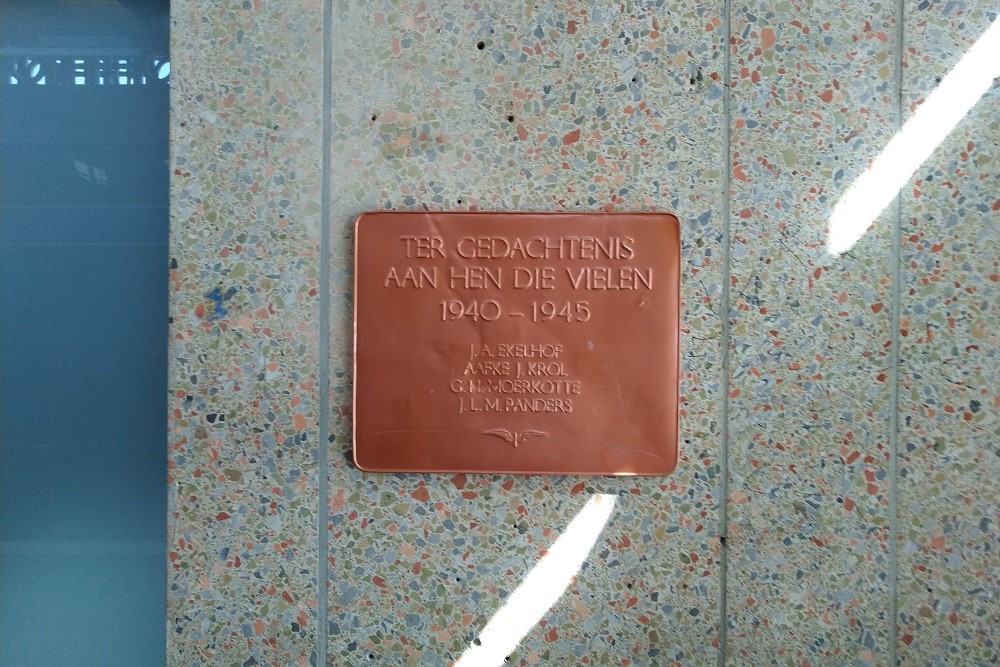 TER GEDACHTENIS
AAN HEN DIE VIELEN
1940 - 1945
J. A. EKELHOF
AAFKE J. KROL
G. H. MOERKOTTE
J. L. M. PANDERS